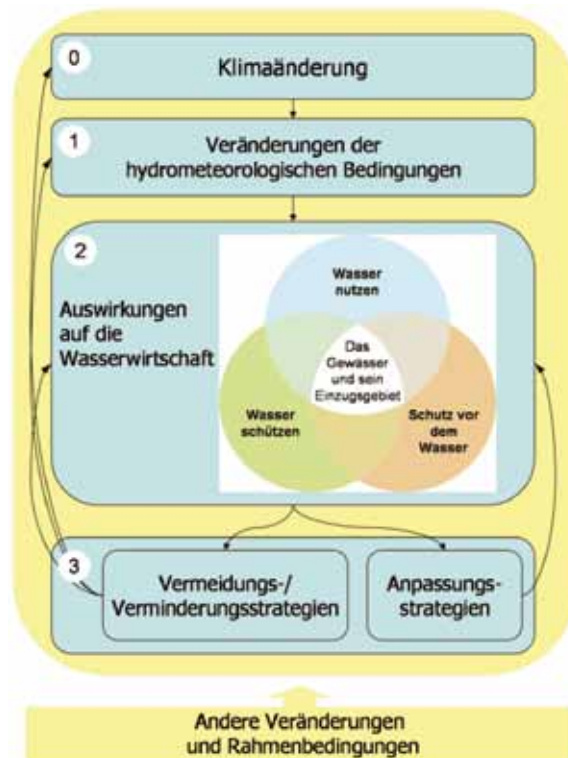 0
Klimaänderung
1
Veränderungen der
hydrometeorologischen Bedingungen
2
Auswirkungen
auf die
Wasserwirtschaft
Wasser
nutzen
Das
Gewässer
und sein
Einzugsgebiet
Wasser
schützen
Schutz vor
dem
Wasser
3
Vermeidungs-/
Verminderungsstrategien
Anpassungs-
strategien
Andere Veränderungen
und Rahmenbedingungen